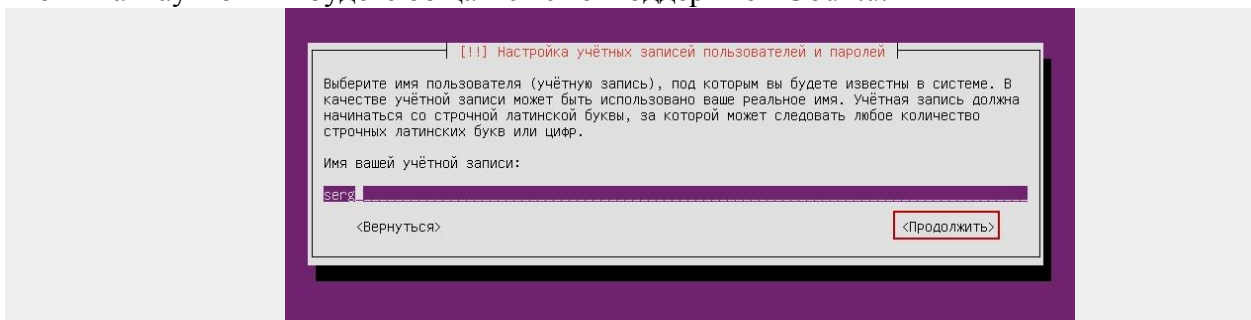 [!!] Настройка учётных записей пользователей и паролей
Выберите имя пользователя (учётную запись), под которым вы будете известны в системе. В
качестве учётной записи может быть использовано ваше реальное имя. Учётная запись должна
начинаться со строчной латинской буквы, за которой может следовать любое количество
строчных латинских букв или цифр.
Имя вашей учётной записи:
serg
<Вернуться> <Продолжить>